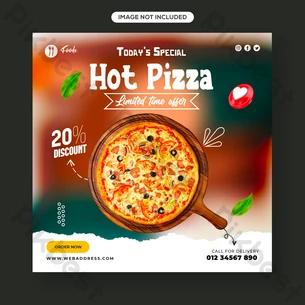 IMAGE NOT INCLUDED
Foods
TODAY'S SPECIAL
Hot Pizza
Limited time offer
20%
DISCOUNT
ORDER NOW
WWW.WEBADDRESS.COM
CALL FOR DELIVERY
012 34567 890